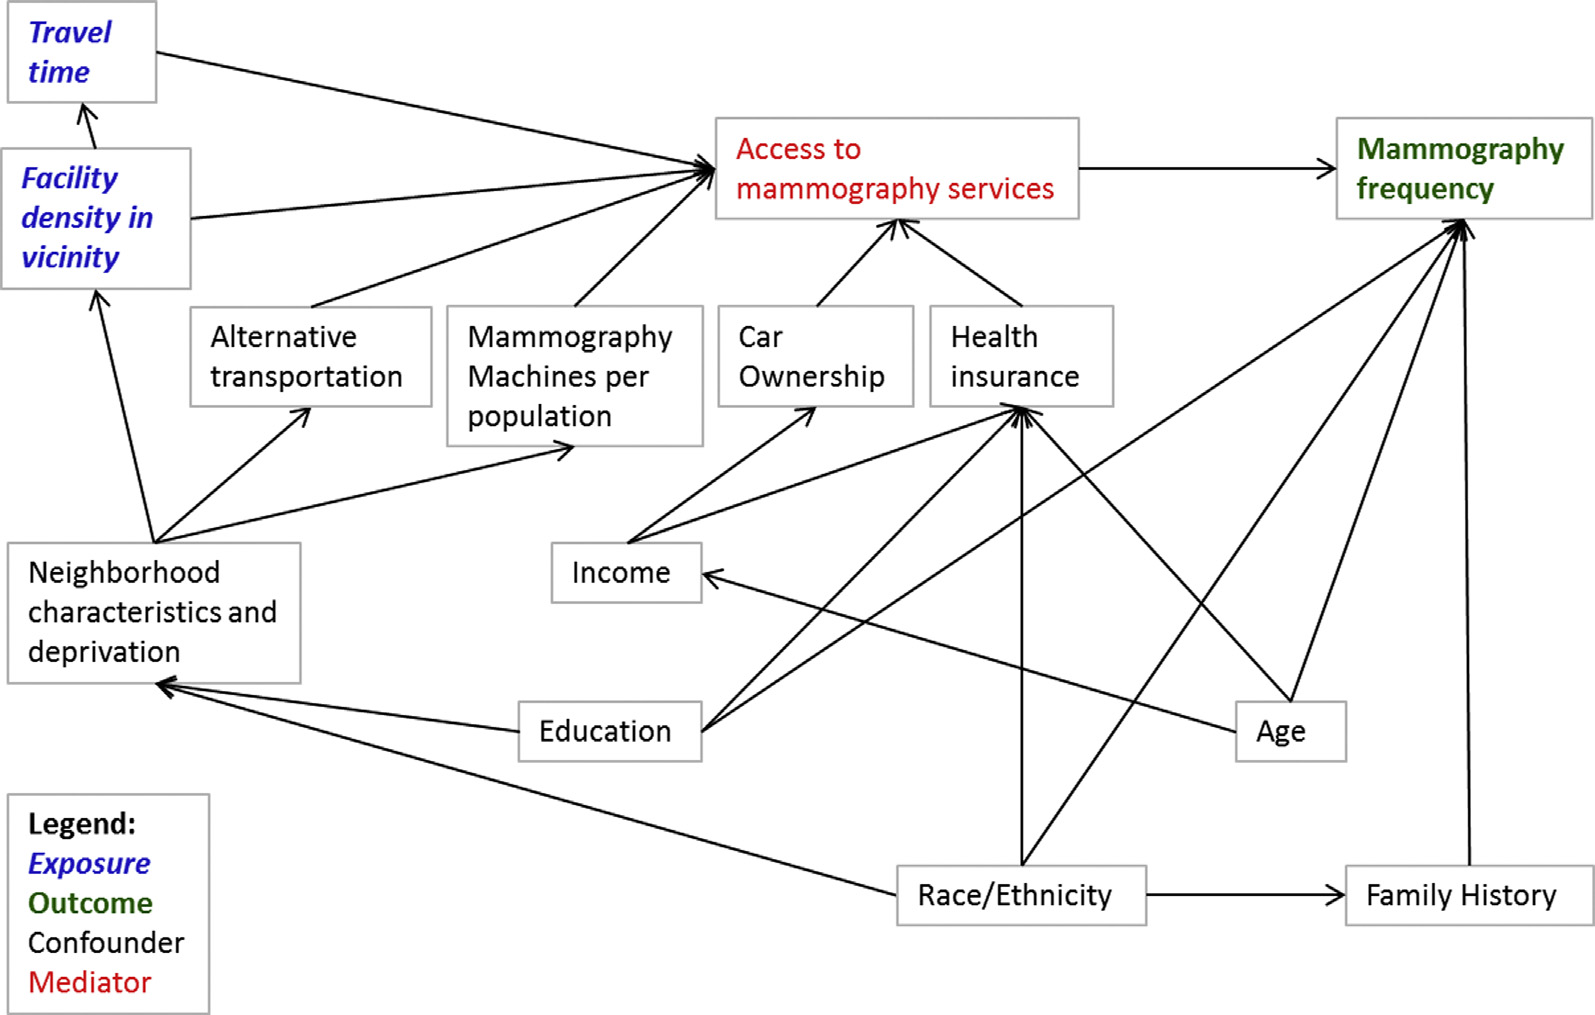 Travel
time
Facility
density in
vicinity
Access to
mammography services
Mammography
frequency
Alternative
transportation
Mammography
Machines per
population
Car
Ownership
Health
insurance
Neighborhood
characteristics and
deprivation
Income
Education
Age
Race/Ethnicity
Family History
Legend:
Exposure
Outcome
Confounder
Mediator